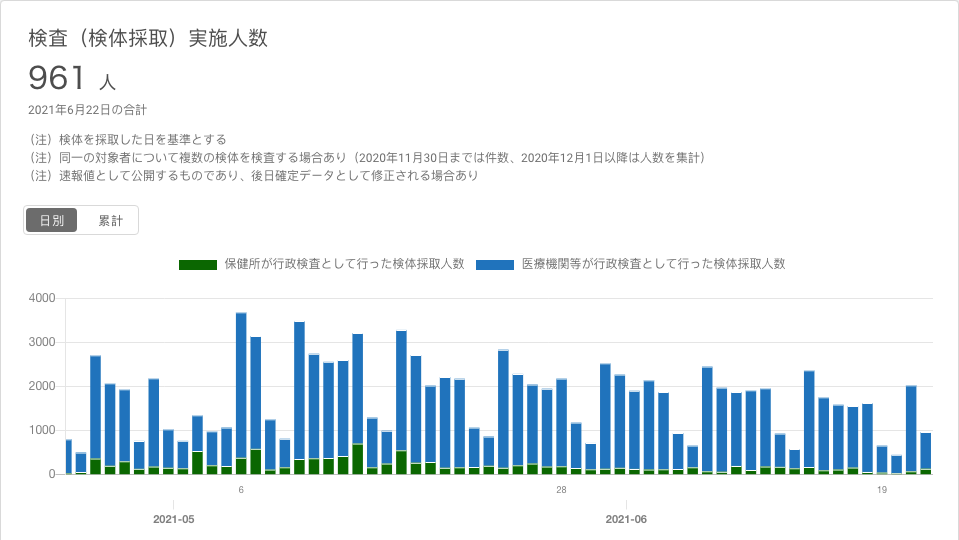 検査（検体採取）実施人数
961 人
2021年6月22日の合計
（注）検体を採取した日を基準とする
（注）同一の対象者について複数の検体を検査する場合あり（2020年11月30日までは件数、2020年12月1日以降は人数を集計）
（注）速報値として公開するものであり、後日確定データとして修正される場合あり
日別 累計
保健所が行政検査として行った検体採取人数 医療機関等が行政検査として行った検体採取人数
4000
3000
2000
1000
0
6 28 19
2021-05 2021-06